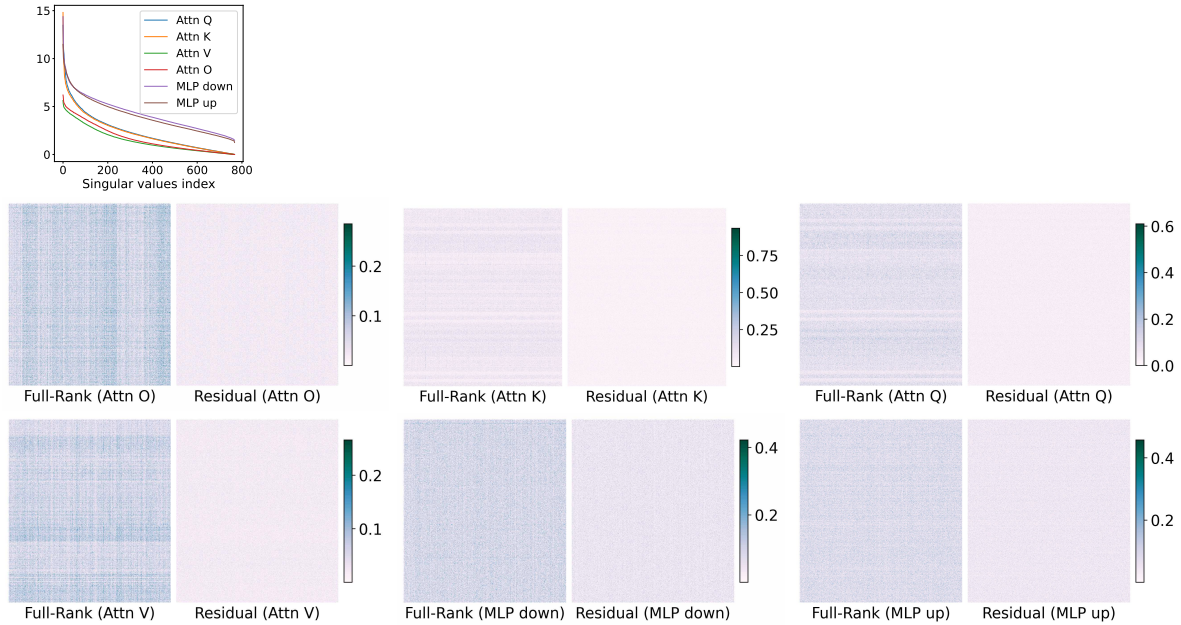 15
10
5
0
0 200 400 600 800
Singular values index
Attn Q
Attn K
Attn V
Attn O
MLP down
MLP up
0.2
0.1
Full-Rank (Attn O) Residual (Attn O)
0.75
0.50
0.25
Full-Rank (Attn K) Residual (Attn K)
0.6
0.4
0.2
0.0
Full-Rank (Attn Q) Residual (Attn Q)
0.2
0.1
Full-Rank (Attn V) Residual (Attn V)
0.4
0.2
Full-Rank (MLP down) Residual (MLP down)
0.4
0.2
Full-Rank (MLP up) Residual (MLP up)